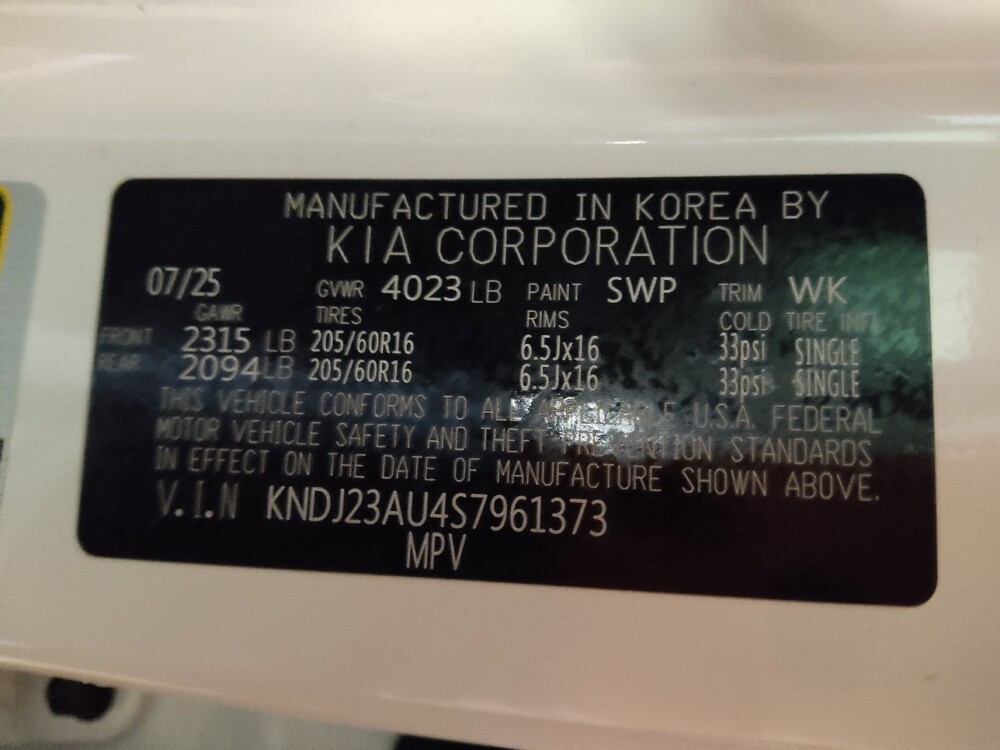 MANUFACTURED IN KOREA BY
KIA CORPORATION
07/25 GVWR 4023 LB PAINT SWP TRIM WK
GAWR TIRES RIMS COLD TIRE INFL
FRONT 2315 LB 205/60R16 6.5Jx16 33psi SINGLE
REAR 2094 LB 205/60R16 6.5Jx16 33psi SINGLE
THIS VEHICLE CONFORMS TO ALL APPLICABLE U.S.A. FEDERAL
MOTOR VEHICLE SAFETY AND THEFT PREVENTION STANDARDS
IN EFFECT ON THE DATE OF MANUFACTURE SHOWN ABOVE.
V.I.N KNDJ23AU4S7961373
MPV